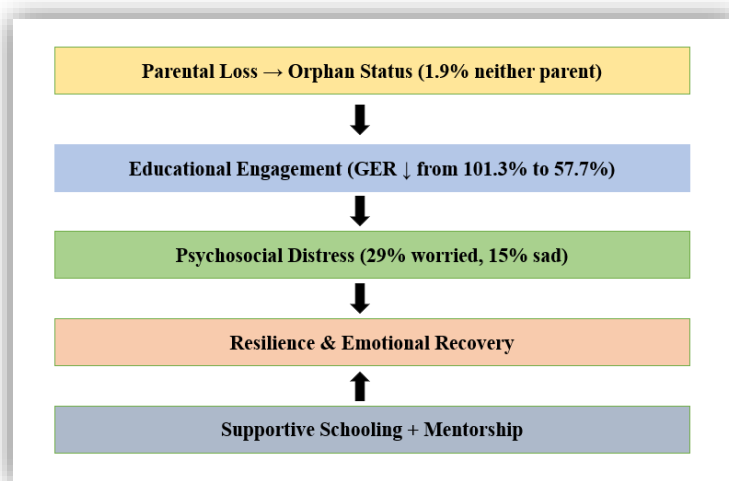 Parental Loss → Orphan Status (1.9% neither parent)
Educational Engagement (GER ↓ from 101.3% to 57.7%)
Psychosocial Distress (29% worried, 15% sad)
Resilience & Emotional Recovery
Supportive Schooling + Mentorship